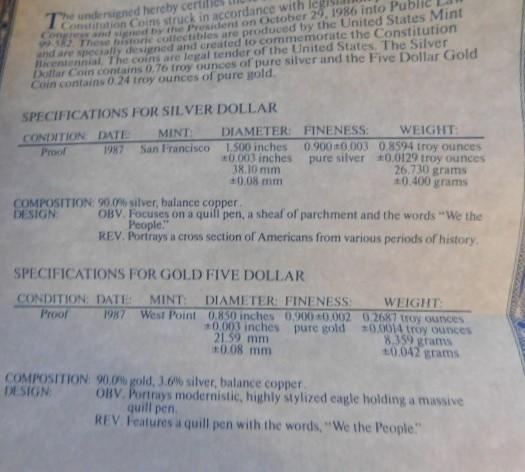 The undersigned hereby certifies
Constitution Coins struck in accordance with
Congress and signed by the President on October 29, 1986 into Public Law
99-582. These historic collectibles are produced by the United States Mint
and are specially designed and created to commemorate the Constitution
Bicentennial. The coins are legal tender of the United States. The Silver
Dollar Coin contains 0.76 troy ounces of pure silver and the Five Dollar Gold
Coin contains 0.24 troy ounces of pure gold.
SPECIFICATIONS FOR SILVER DOLLAR
CONDITION: DATE: MINT: DIAMETER: FINENESS: WEIGHT:
Proof 1987 San Francisco 1.500 inches 0.900±0.003 0.8594 troy ounces
±0.003 inches pure silver ±0.0129 troy ounces
38.10 mm 26.730 grams
±0.08 mm ±0.400 grams
COMPOSITION: 90.0% silver, balance copper.
DESIGN: OBV. Focuses on a quill pen, a sheaf of parchment and the words "We the
People."
REV. Portrays a cross section of Americans from various periods of history.
SPECIFICATIONS FOR GOLD FIVE DOLLAR
CONDITION: DATE: MINT: DIAMETER: FINENESS: WEIGHT:
Proof 1987 West Point 0.850 inches 0.900±0.002 0.2687 troy ounces
±0.003 inches pure gold ±0.0014 troy ounces
21.59 mm 8.359 grams
±0.08 mm ±0.042 grams
COMPOSITION: 90.0% gold, 3.6% silver, balance copper.
DESIGN: OBV. Portrays modernistic, highly stylized eagle holding a massive
quill pen.
REV. Features a quill pen with the words, "We the People."